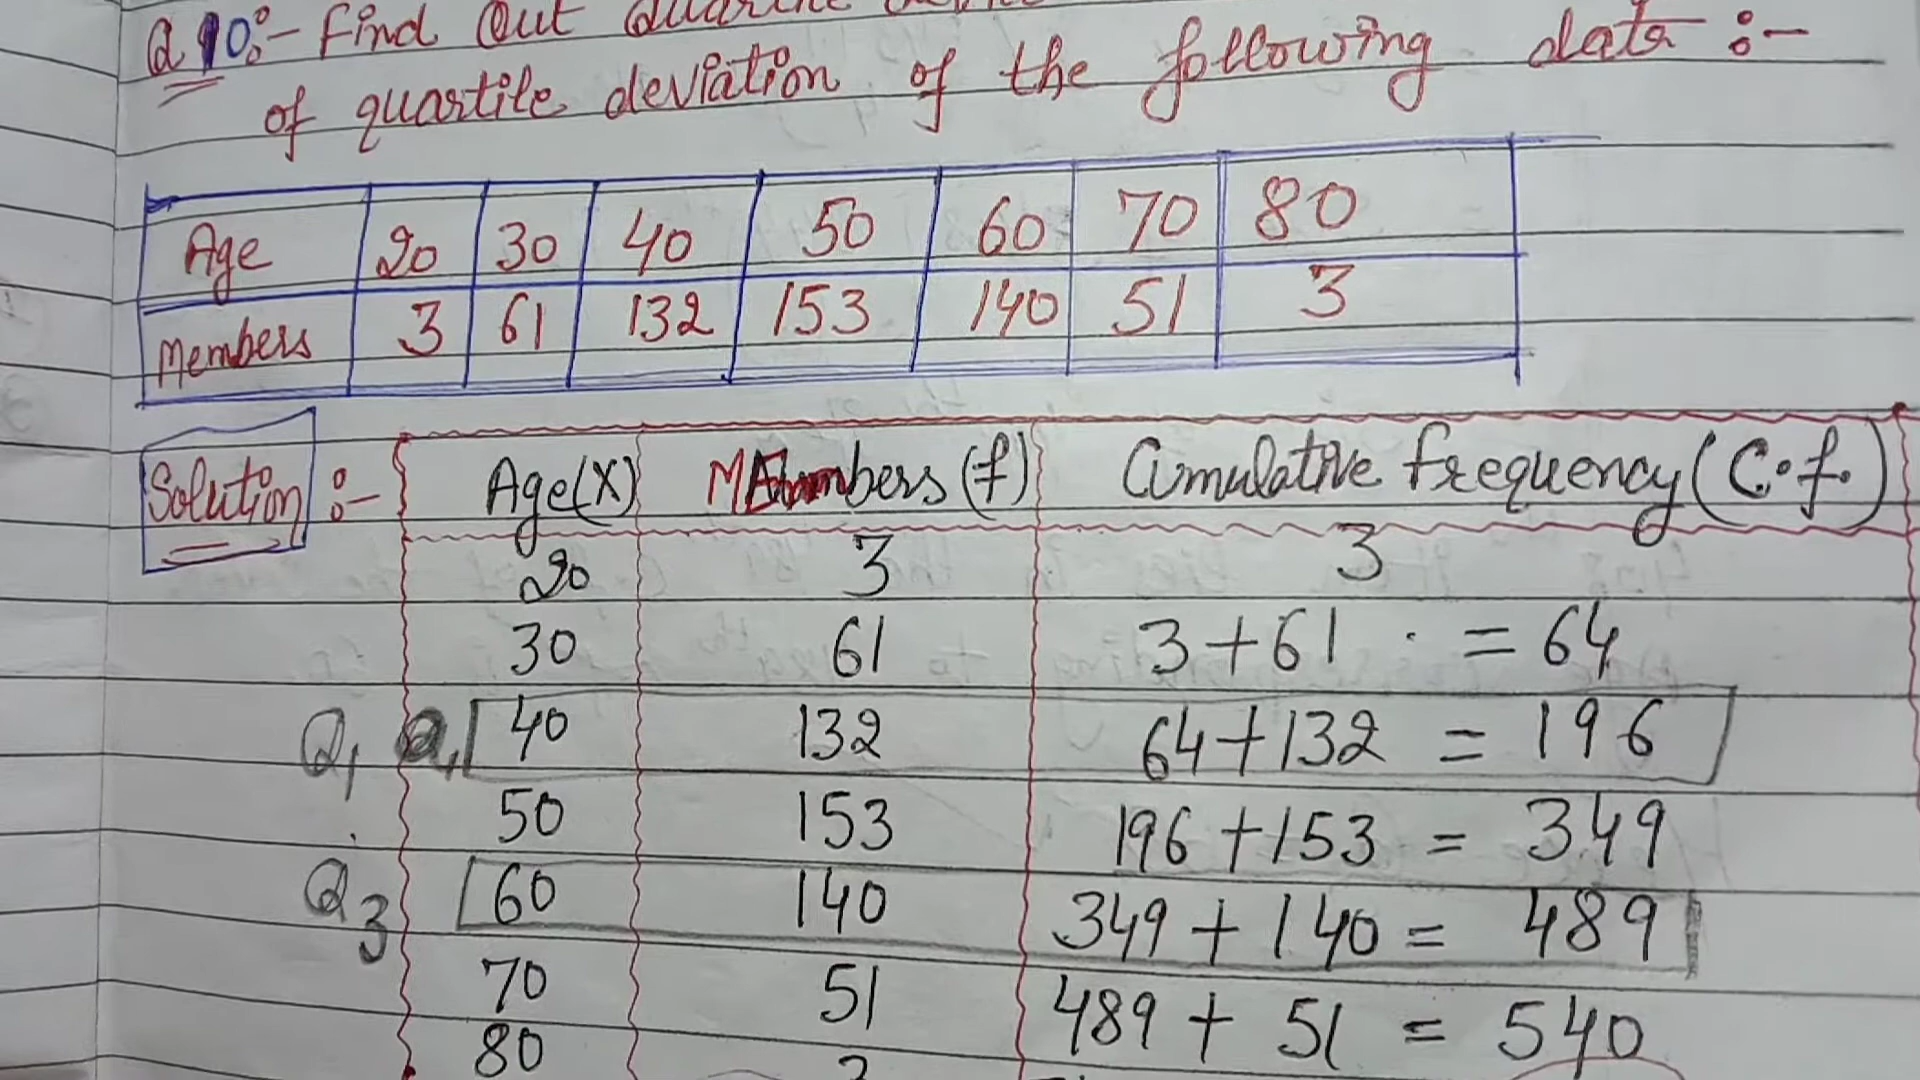 Q.10:- Find Out Quartile
of quartile deviation of the following data :-
Age 20 30 40 50 60 70 80
Members 3 61 132 153 140 51 3
Solution :-
Age(X) Members (f) Cumulative frequency (C.f.)
20 3 3
30 61 3+61 = 64
Q1 Q1 40 132 64+132 = 196
50 153 196+153 = 349
Q3 60 140 349 + 140 = 489
70 51 489 + 51 = 540
80